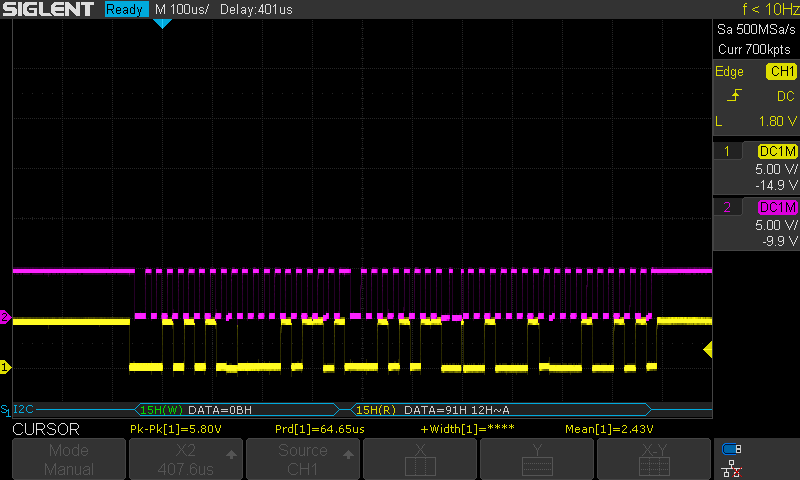 SIGLENT Ready M 100us/ Delay:401us f < 10Hz
Sa 500MSa/s
Curr 700kpts
Edge CH1
DC
L 1.80 V
1 DC1M
5.00 V/
-14.9 V
2 DC1M
5.00 V/
-9.9 V
2
1
S1 I2C 15H(W) DATA=0BH 15H(R) DATA=91H 12H~A
CURSOR Pk-Pk[1]=5.80V Prd[1]=64.65us +Width[1]=**** Mean[1]=2.43V
Mode X2 Source X Y X-Y
Manual 407.6us CH1